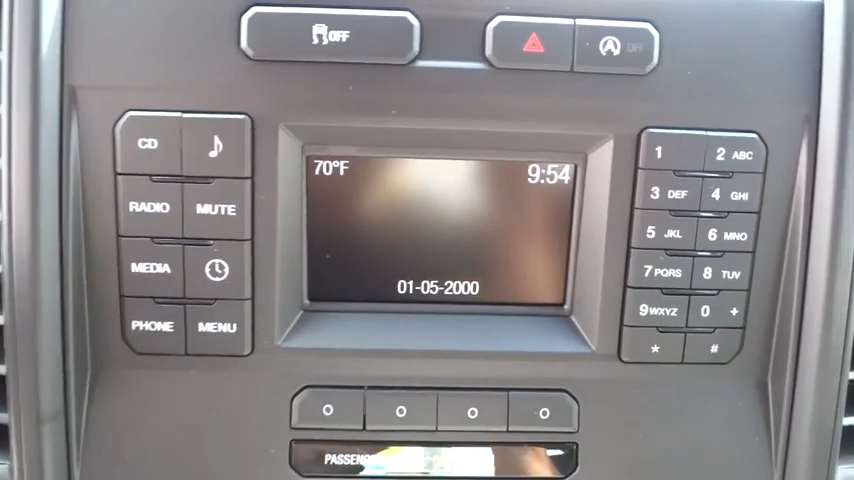 OFF
A OFF
CD
RADIO MUTE
MEDIA
PHONE MENU
70°F 9:54
01-05-2000
1 2 ABC
3 DEF 4 GHI
5 JKL 6 MNO
7 PQRS 8 TUV
9 WXYZ 0 +
* #